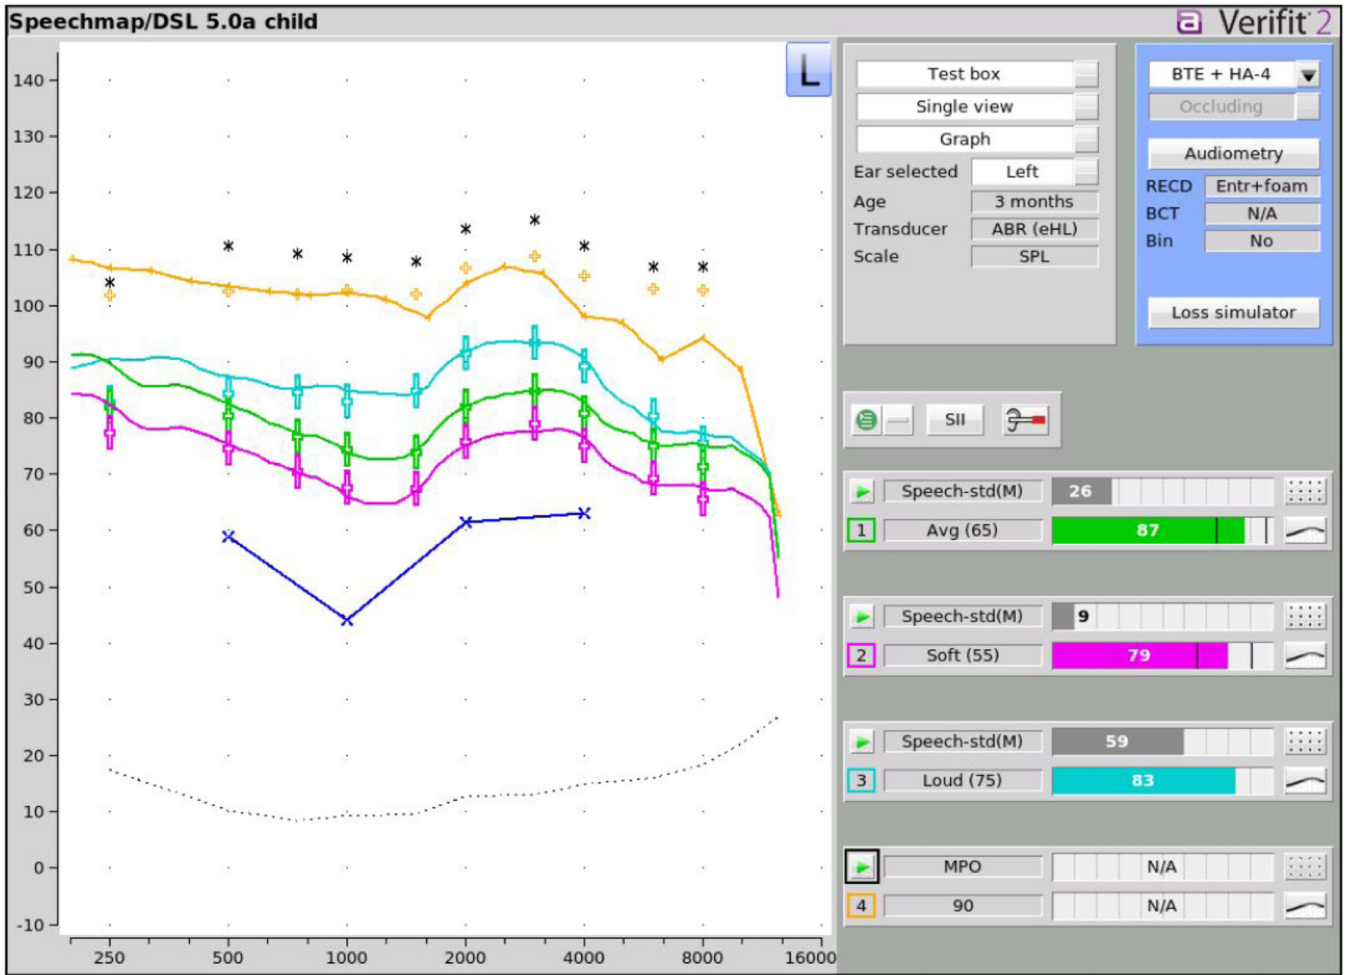 Speechmap/DSL 5.0a child
a Verifit 2
L
140
130
120
110
100
90
80
70
60
50
40
30
20
10
0
-10
250 500 1000 2000 4000 8000 16000
Test box
Single view
Graph
Ear selected Left
Age 3 months
Transducer ABR (eHL)
Scale SPL
BTE + HA-4
Occluding
Audiometry
RECD Entr+foam
BCT N/A
Bin No
Loss simulator
SII
Speech-std(M) 26
1 Avg (65) 87
Speech-std(M) 9
2 Soft (55) 79
Speech-std(M) 59
3 Loud (75) 83
MPO N/A
4 90 N/A